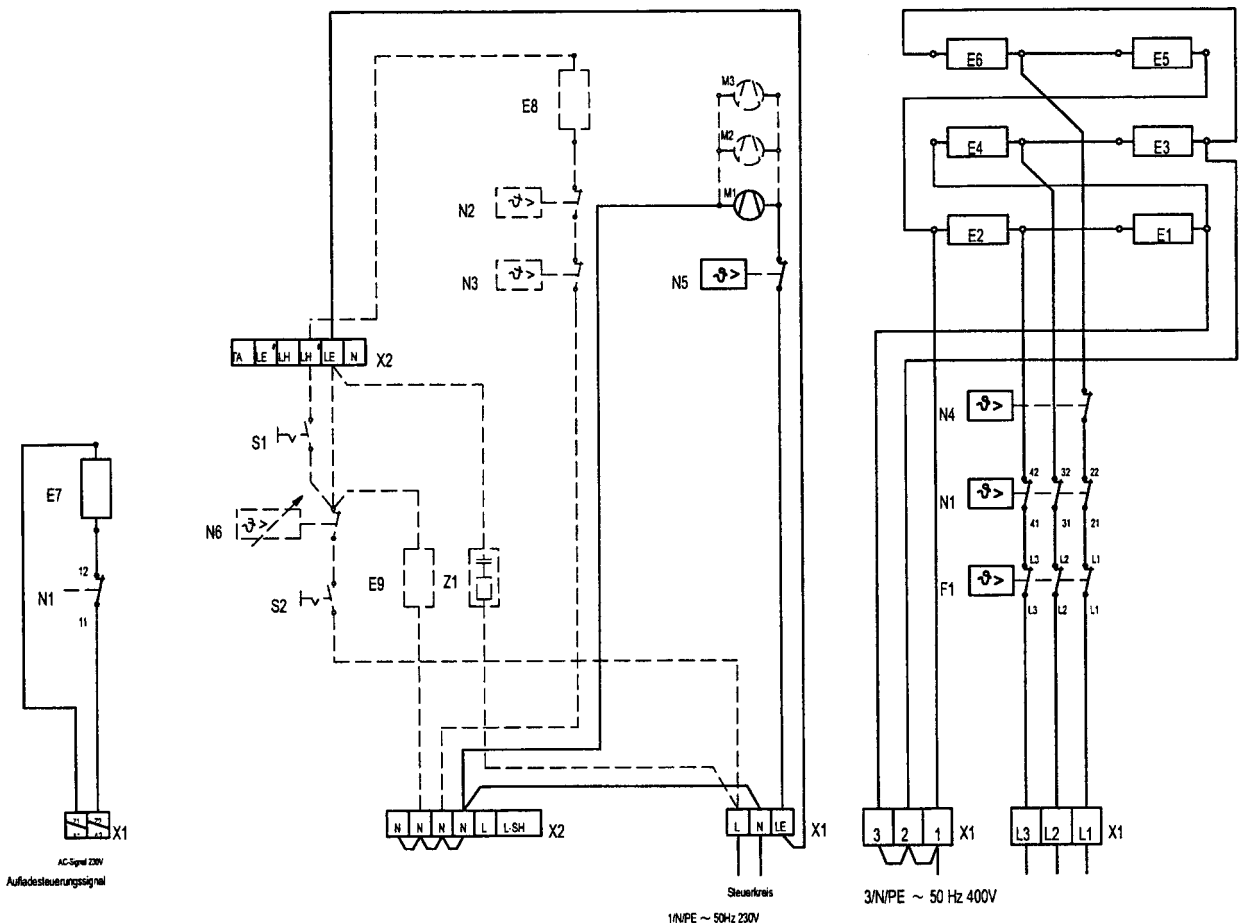 M3
E6
E5
E8
M2
E4
E3
M1
N2
ϑ>
E2
E1
N3
ϑ>
N5
ϑ>
TA LE' LH LH' LE N X2
N4
ϑ>
S1
42 32 22
E7
N1
ϑ>
N6
ϑ>
41 31 21
L3 L2 L1
12
E9
Z1
F1
ϑ>
N1
S2
L3 L2 L1
11
X1
N N N N L L-SH X2
L N LE X1
3 2 1 X1
L3 L2 L1 X1
AC-Signal 230V
Aufladesteuerungssignal
Steuerkreis
1/N/PE ~ 50Hz 230V
3/N/PE ~ 50 Hz 400V